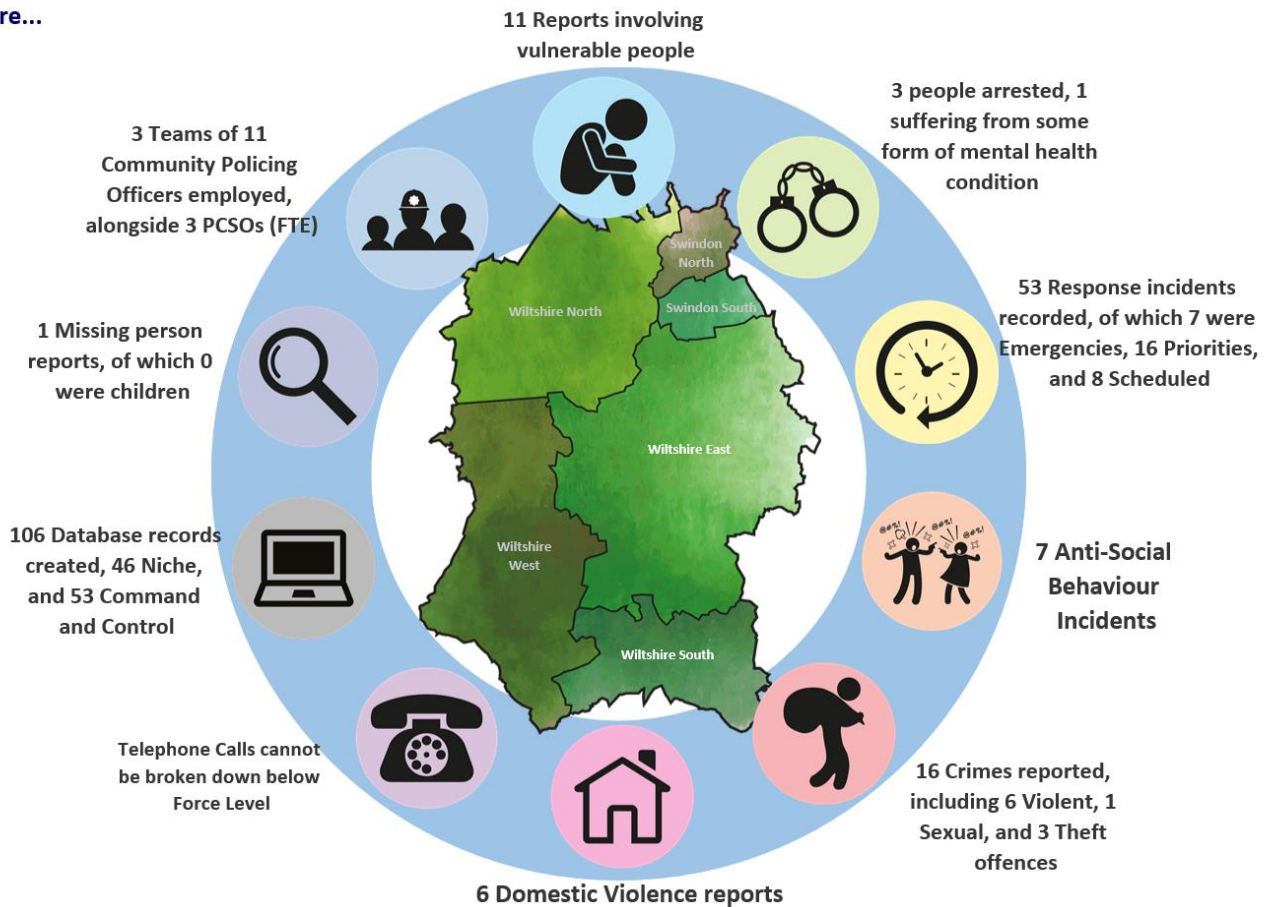 re...
11 Reports involving
vulnerable people
3 people arrested, 1
suffering from some
form of mental health
condition
53 Response incidents
recorded, of which 7 were
Emergencies, 16 Priorities,
and 8 Scheduled
7 Anti-Social
Behaviour
Incidents
16 Crimes reported,
including 6 Violent, 1
Sexual, and 3 Theft
offences
6 Domestic Violence reports
Telephone Calls cannot
be broken down below
Force Level
106 Database records
created, 46 Niche,
and 53 Command
and Control
1 Missing person
reports, of which 0
were children
3 Teams of 11
Community Policing
Officers employed,
alongside 3 PCSOs (FTE)
Swindon
North
Swindon South
Wiltshire North
Wiltshire East
Wiltshire
West
Wiltshire South
@#%!
@#%!
@#%!